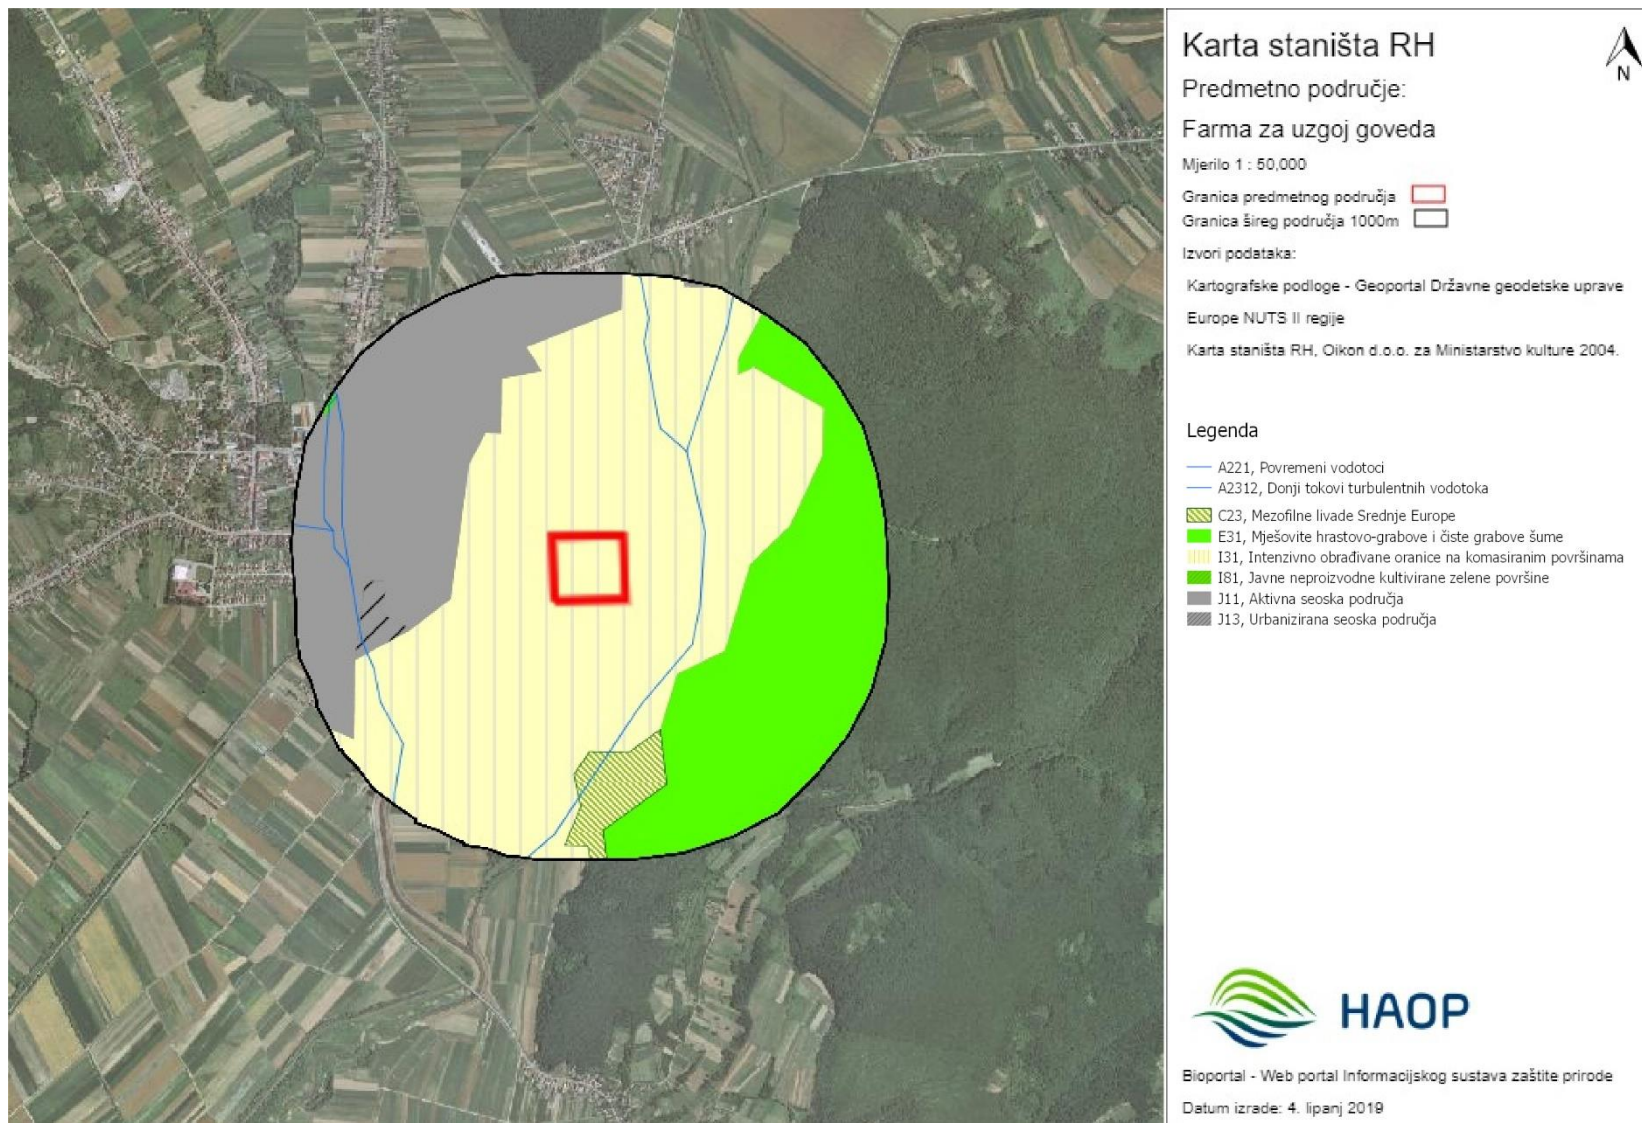 Karta staništa RH
N
Predmetno područje:
Farma za uzgoj goveda
Mjerilo 1 : 50,000
Granica predmetnog područja
Granica šireg područja 1000m
Izvori podataka:
Kartografske podloge - Geoportal Državne geodetske uprave
Europe NUTS II regije
Karta staništa RH, Oikon d.o.o. za Ministarstvo kulture 2004.
Legenda
A221, Povremeni vodotoci
A2312, Donji tokovi turbulentnih vodotoka
C23, Mezofilne livade Srednje Europe
E31, Mješovite hrastovo-grabove i čiste grabove šume
I31, Intenzivno obrađivane oranice na komasiranim površinama
I81, Javne neproizvodne kultivirane zelene površine
J11, Aktivna seoska područja
J13, Urbanizirana seoska područja
HAOP
Bioportal - Web portal Informacijskog sustava zaštite prirode
Datum izrade: 4. lipanj 2019